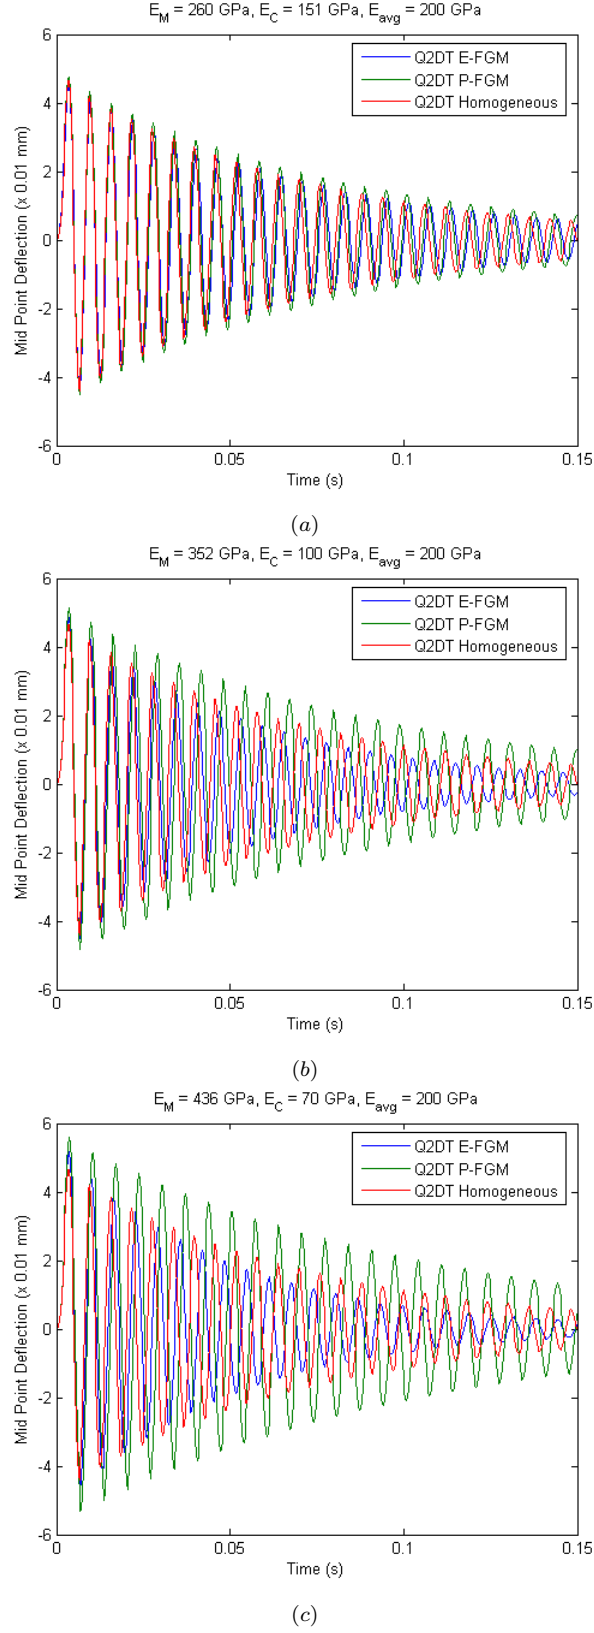 E_M = 260 GPa, E_C = 151 GPa, E_avg = 200 GPa
6
Q2DT E-FGM
Q2DT P-FGM
Q2DT Homogeneous
4
2
0
-2
-4
-6
Mid Point Deflection (x 0.01 mm)
0
0.05
0.1
0.15
Time (s)
(a)
E_M = 352 GPa, E_C = 100 GPa, E_avg = 200 GPa
6
Q2DT E-FGM
Q2DT P-FGM
Q2DT Homogeneous
4
2
0
-2
-4
-6
Mid Point Deflection (x 0.01 mm)
0
0.05
0.1
0.15
Time (s)
(b)
E_M = 436 GPa, E_C = 70 GPa, E_avg = 200 GPa
6
Q2DT E-FGM
Q2DT P-FGM
Q2DT Homogeneous
4
2
0
-2
-4
-6
Mid Point Deflection (x 0.01 mm)
0
0.05
0.1
0.15
Time (s)
(c)